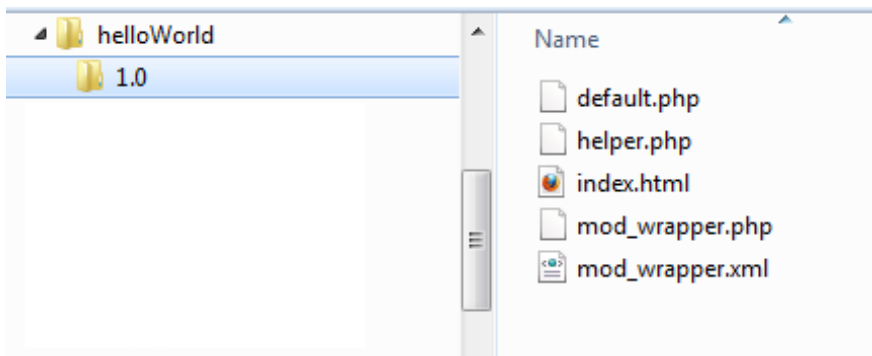 helloWorld
1.0
Name
default.php
helper.php
index.html
mod_wrapper.php
mod_wrapper.xml